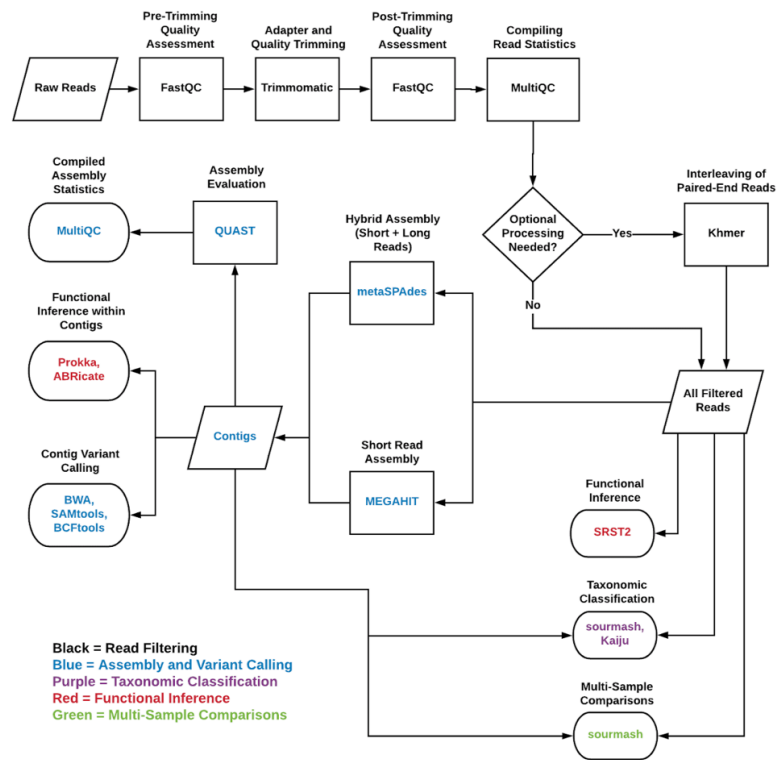 Pre-Trimming
Quality
Assessment
Adapter and
Quality Trimming
Post-Trimming
Quality
Assessment
Compiling
Read Statistics
Raw Reads
FastQC
Trimmomatic
FastQC
MultiQC
Compiled
Assembly
Statistics
Assembly
Evaluation
Interleaving of
Paired-End Reads
MultiQC
QUAST
Hybrid Assembly
(Short + Long
Reads)
Optional
Processing
Needed?
Yes
Khmer
metaSPAdes
No
Functional
Inference within
Contigs
Prokka,
ABRicate
All Filtered
Reads
Contigs
Contig Variant
Calling
Short Read
Assembly
BWA,
SAMtools,
BCFtools
MEGAHIT
Functional
Inference
SRST2
Taxonomic
Classification
sourmash,
Kaiju
Black = Read Filtering
Blue = Assembly and Variant Calling
Purple = Taxonomic Classification
Red = Functional Inference
Green = Multi-Sample Comparisons
Multi-Sample
Comparisons
sourmash